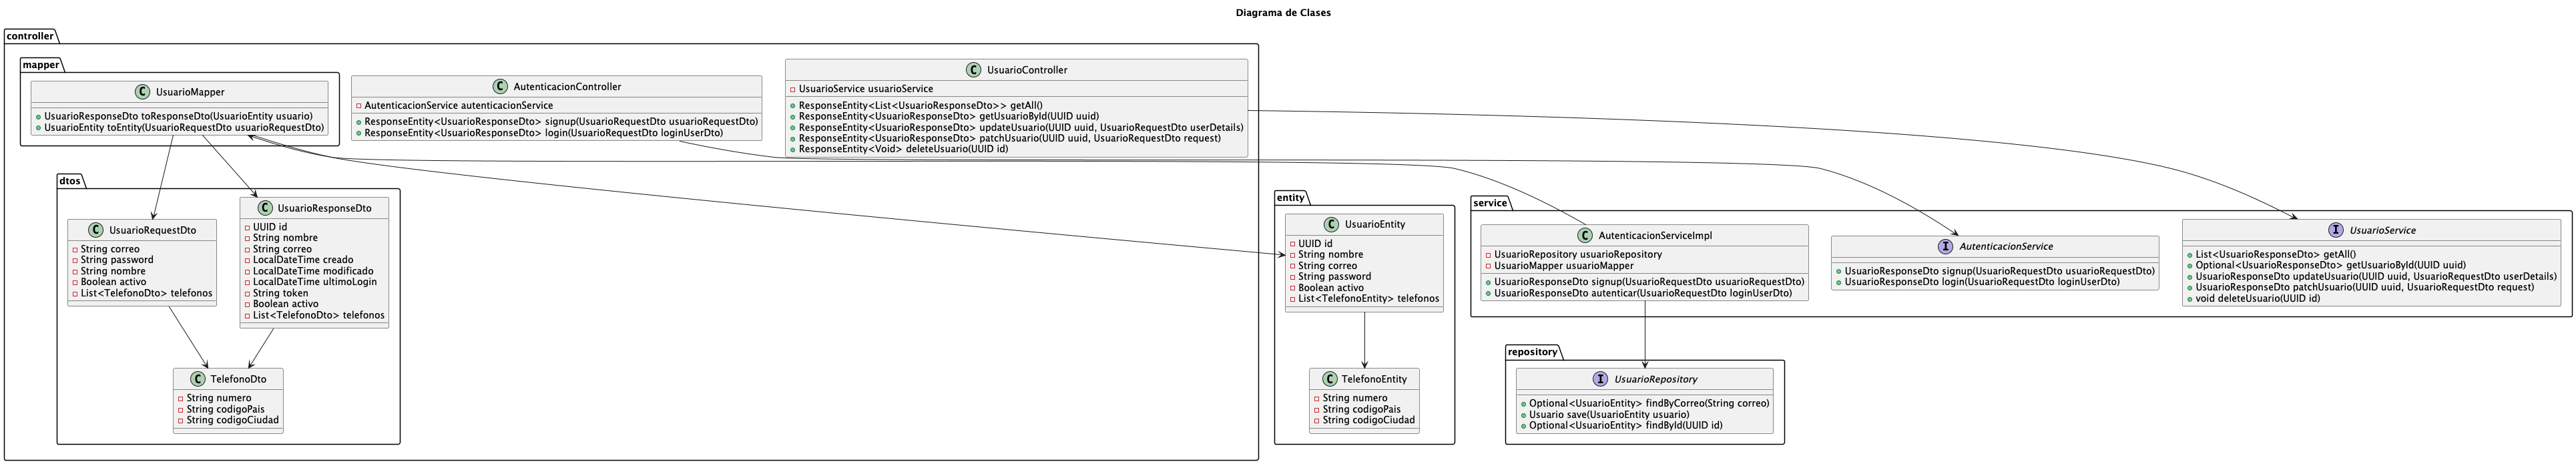 Diagrama de Clases
controller
mapper
C UsuarioMapper
UsuarioResponseDto toResponseDto(UsuarioEntity usuario)
UsuarioEntity toEntity(UsuarioRequestDto usuarioRequestDto)
C AutenticacionController
AutenticacionService autenticacionService
ResponseEntity<UsuarioResponseDto> signup(UsuarioRequestDto usuarioRequestDto)
ResponseEntity<UsuarioResponseDto> login(UsuarioRequestDto loginUserDto)
C UsuarioController
UsuarioService usuarioService
ResponseEntity<List<UsuarioResponseDto>> getAll()
ResponseEntity<UsuarioResponseDto> getUsuarioById(UUID uuid)
ResponseEntity<UsuarioResponseDto> updateUsuario(UUID uuid, UsuarioRequestDto userDetails)
ResponseEntity<UsuarioResponseDto> patchUsuario(UUID uuid, UsuarioRequestDto request)
ResponseEntity<Void> deleteUsuario(UUID id)
dtos
C UsuarioRequestDto
String correo
String password
String nombre
Boolean activo
List<TelefonoDto> telefonos
C UsuarioResponseDto
UUID id
String nombre
String correo
LocalDateTime creado
LocalDateTime modificado
LocalDateTime ultimoLogin
String token
Boolean activo
List<TelefonoDto> telefonos
C TelefonoDto
String numero
String codigoPais
String codigoCiudad
entity
C UsuarioEntity
UUID id
String nombre
String correo
String password
Boolean activo
List<TelefonoEntity> telefonos
C TelefonoEntity
String numero
String codigoPais
String codigoCiudad
service
C AutenticacionServiceImpl
UsuarioRepository usuarioRepository
UsuarioMapper usuarioMapper
UsuarioResponseDto signup(UsuarioRequestDto usuarioRequestDto)
UsuarioResponseDto autenticar(UsuarioRequestDto loginUserDto)
I AutenticacionService
UsuarioResponseDto signup(UsuarioRequestDto usuarioRequestDto)
UsuarioResponseDto login(UsuarioRequestDto loginUserDto)
I UsuarioService
List<UsuarioResponseDto> getAll()
Optional<UsuarioResponseDto> getUsuarioById(UUID uuid)
UsuarioResponseDto updateUsuario(UUID uuid, UsuarioRequestDto userDetails)
UsuarioResponseDto patchUsuario(UUID uuid, UsuarioRequestDto request)
void deleteUsuario(UUID id)
repository
I UsuarioRepository
Optional<UsuarioEntity> findByCorreo(String correo)
Usuario save(UsuarioEntity usuario)
Optional<UsuarioEntity> findById(UUID id)